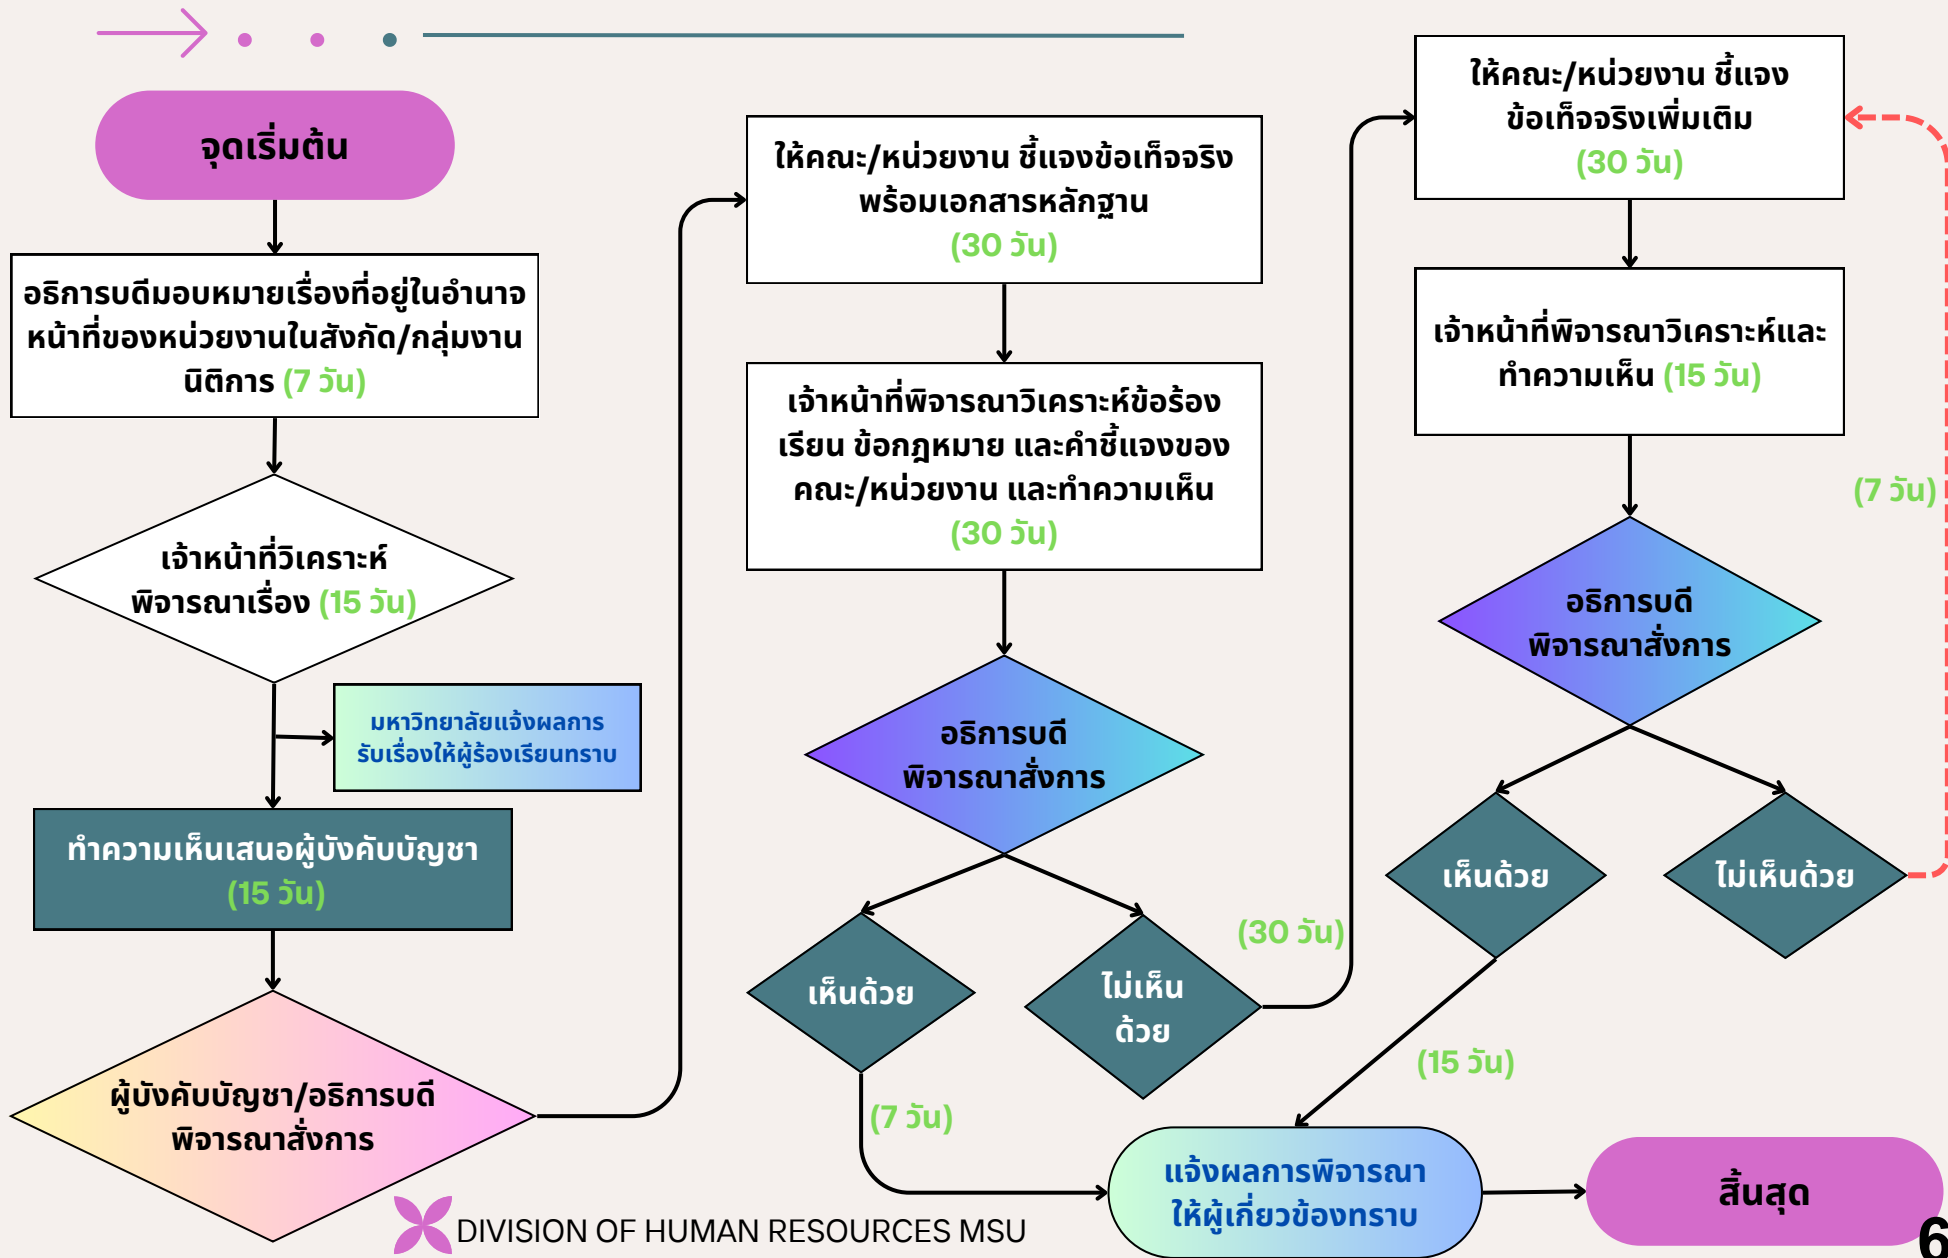 จุดเริ่มต้น
อธิการบดีมอบหมายเรื่องที่อยู่ในอำนาจ
หน้าที่ของหน่วยงานในสังกัด/กลุ่มงาน
นิติการ (7 วัน)
เจ้าหน้าที่วิเคราะห์
พิจารณาเรื่อง (15 วัน)
มหาวิทยาลัยแจ้งผลการ
รับเรื่องให้ผู้ร้องเรียนทราบ
ทำความเห็นเสนอผู้บังคับบัญชา
(15 วัน)
ผู้บังคับบัญชา/อธิการบดี
พิจารณาสั่งการ
ให้คณะ/หน่วยงาน ชี้แจงข้อเท็จจริง
พร้อมเอกสารหลักฐาน
(30 วัน)
เจ้าหน้าที่พิจารณาวิเคราะห์ข้อร้อง
เรียน ข้อกฎหมาย และคำชี้แจงของ
คณะ/หน่วยงาน และทำความเห็น
(30 วัน)
อธิการบดี
พิจารณาสั่งการ
เห็นด้วย
ไม่เห็น
ด้วย
(7 วัน)
(30 วัน)
ให้คณะ/หน่วยงาน ชี้แจง
ข้อเท็จจริงเพิ่มเติม
(30 วัน)
เจ้าหน้าที่พิจารณาวิเคราะห์และ
ทำความเห็น (15 วัน)
(7 วัน)
อธิการบดี
พิจารณาสั่งการ
เห็นด้วย
ไม่เห็นด้วย
(15 วัน)
แจ้งผลการพิจารณา
ให้ผู้เกี่ยวข้องทราบ
สิ้นสุด
DIVISION OF HUMAN RESOURCES MSU
6